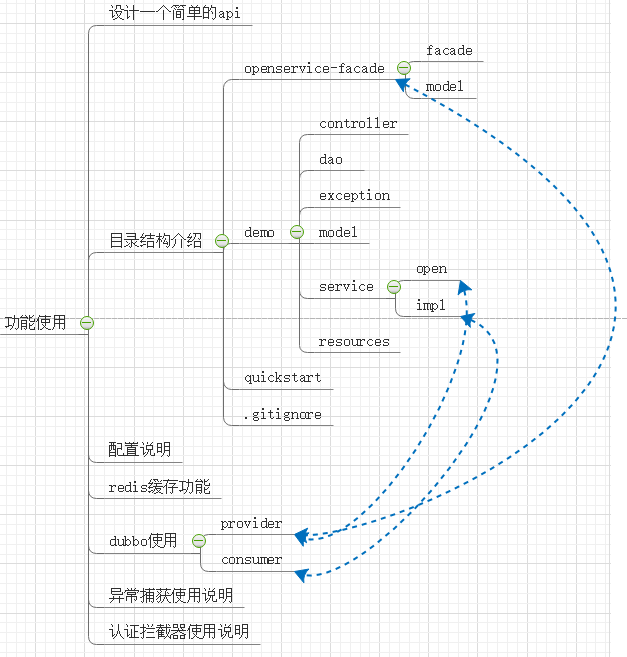 功能使用
设计一个简单的api
目录结构介绍
openservice-facade
facade
model
demo
controller
dao
exception
model
service
open
impl
resources
quickstart
.gitignore
配置说明
redis缓存功能
dubbo使用
provider
consumer
异常捕获使用说明
认证拦截器使用说明